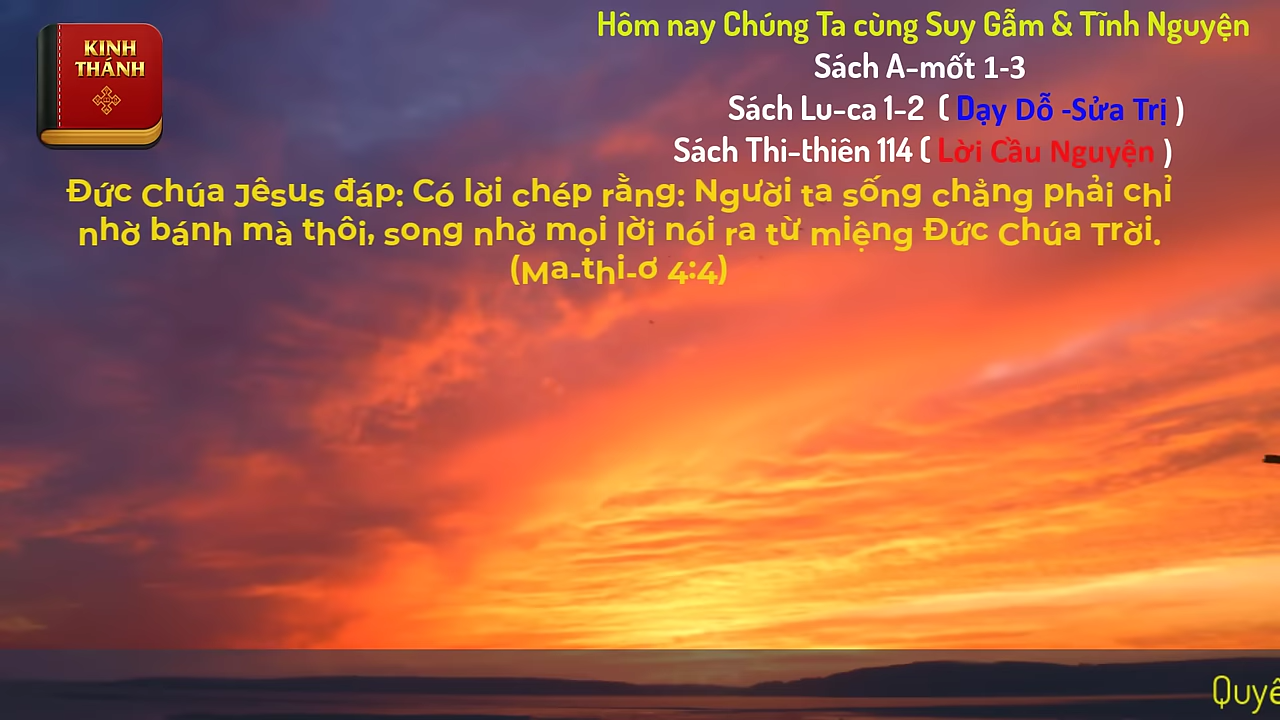 KINH
THÁNH
Hôm nay Chúng Ta cùng Suy Gẫm & Tĩnh Nguyện
Sách A-mốt 1-3
Sách Lu-ca 1-2 ( Dạy Dỗ -Sửa Trị )
Sách Thi-thiên 114 ( Lời Cầu Nguyện )
Đức Chúa Jêsus đáp: Có lời chép rằng: Người ta sống chẳng phải chỉ
nhờ bánh mà thôi, song nhờ mọi lời nói ra từ miệng Đức Chúa Trời.
(Ma-thi-ơ 4:4)